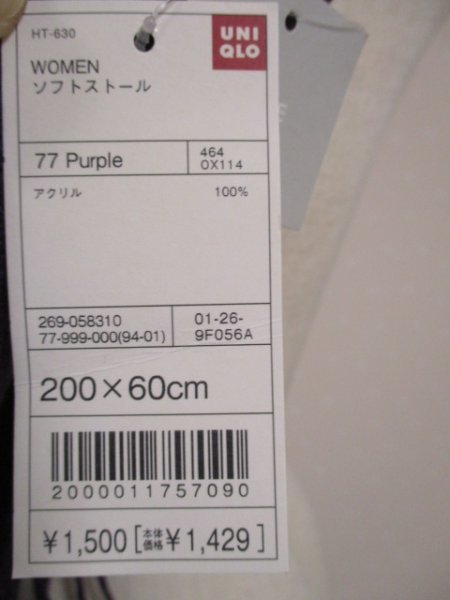 HT-630
UNI
QLO
WOMEN
ソフトストール
77 Purple
464
0X114
アクリル 100%
269-058310
77-999-000(94-01)
01-26-
9F056A
200×60cm
2000011757090
¥1,500[本体価格¥1,429]